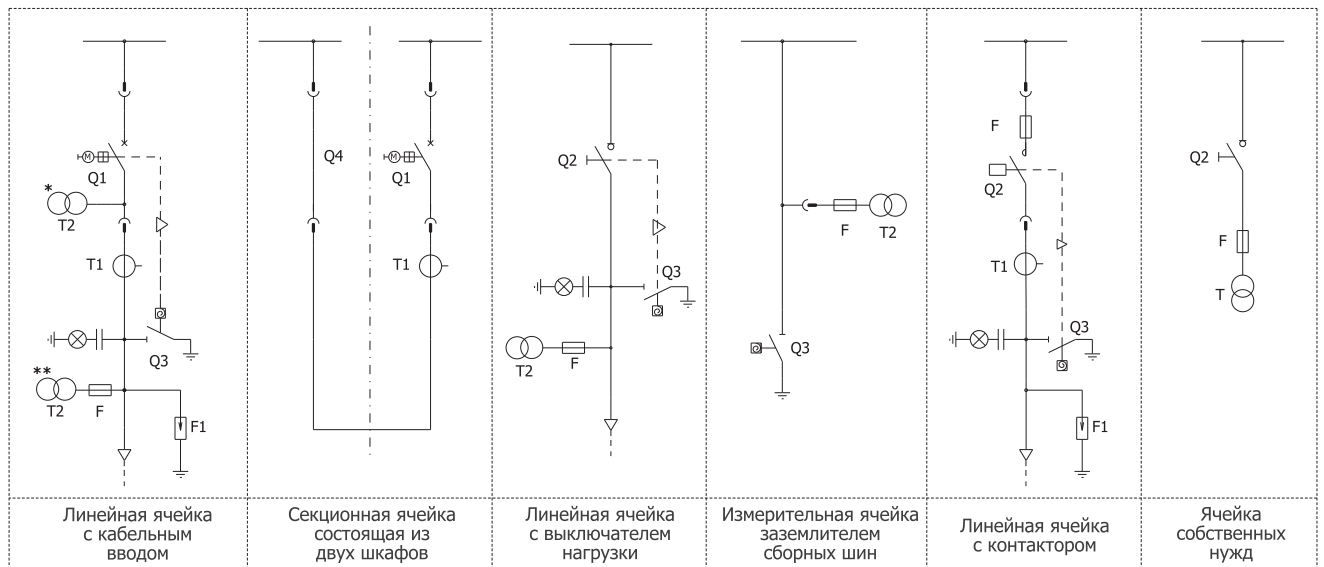 M
Q1
*
T2
T1
Q3
**
T2
F
F1
Линейная ячейка
с кабельным
вводом
Q4
M
Q1
T1
Секционная ячейка
состоящая из
двух шкафов
Q2
Q3
T2
F
Линейная ячейка
с выключателем
нагрузки
F
T2
Q3
Измерительная ячейка
заземлителем
сборных шин
F
Q2
T1
Q3
F1
Линейная ячейка
с контактором
Q2
F
T
Ячейка
собственных
нужд